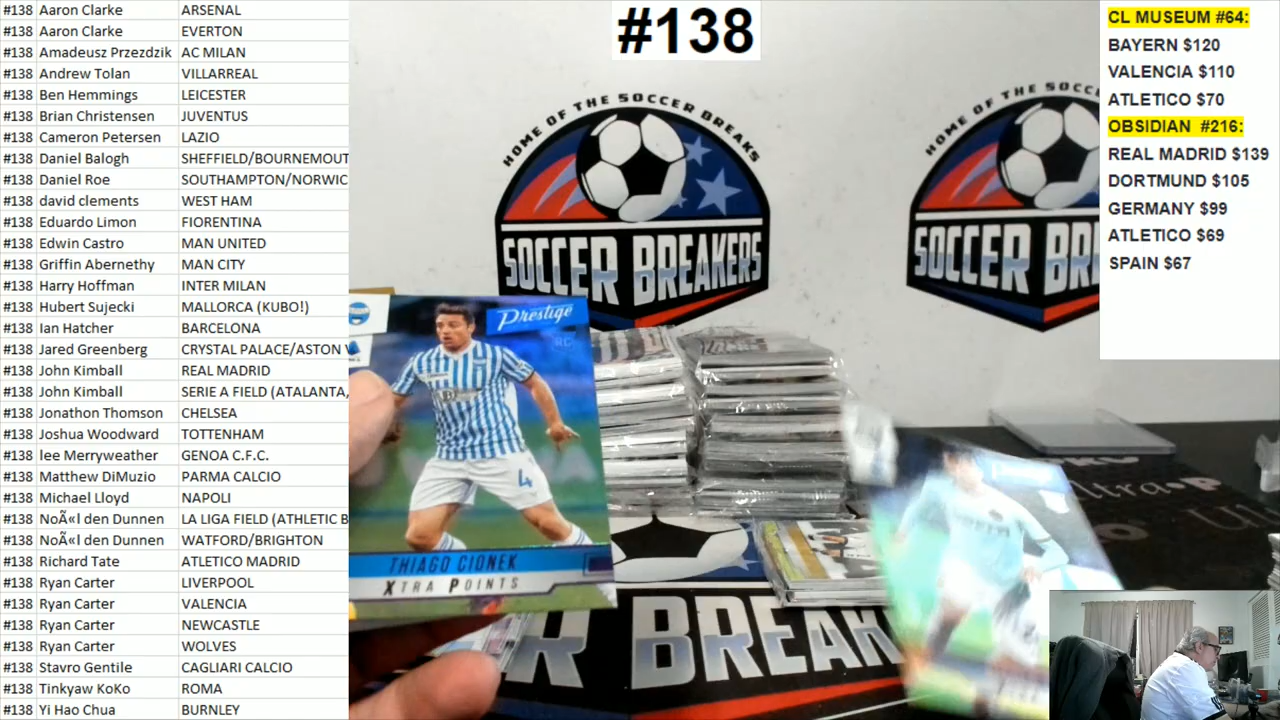 #138 Aaron Clarke ARSENAL
#138 Aaron Clarke EVERTON
#138 Amadeusz Przedzdzik AC MILAN
#138 Andrew Tolan VILLARREAL
#138 Ben Hemmings LEICESTER
#138 Brian Christensen JUVENTUS
#138 Cameron Petersen LAZIO
#138 Daniel Balogh SHEFFIELD/BOURNEMOUT
#138 Daniel Roe SOUTHAMPTON/NORWIC
#138 david clements WEST HAM
#138 Eduardo Limon FIORENTINA
#138 Edwin Castro MAN UNITED
#138 Griffin Abernethy MAN CITY
#138 Harry Hoffman INTER MILAN
#138 Hubert Sujecki MALLORCA (KUBO!)
#138 Ian Hatcher BARCELONA
#138 Jared Greenberg CRYSTAL PALACE/ASTON V
#138 John Kimball REAL MADRID
#138 John Kimball SERIE A FIELD (ATALANTA,
#138 Jonathon Thomson CHELSEA
#138 Joshua Woodward TOTTENHAM
#138 lee Merryweather GENOA C.F.C.
#138 Matthew DiMuzio PARMA CALCIO
#138 Michael Lloyd NAPOLI
#138 NoÃ«l den Dunnen LA LIGA FIELD (ATHLETIC B
#138 NoÃ«l den Dunnen WATFORD/BRIGHTON
#138 Richard Tate ATLETICO MADRID
#138 Ryan Carter LIVERPOOL
#138 Ryan Carter VALENCIA
#138 Ryan Carter NEWCASTLE
#138 Ryan Carter WOLVES
#138 Stavro Gentile CAGLIARI CALCIO
#138 Tinkyaw KoKo ROMA
#138 Yi Hao Chua BURNLEY
#138
HOME OF THE SOCCER BREAKS
SOCCER BREAKERS
HOME OF THE SOCCER
SOCCER BRE
Prestige
RC
4
THIAGO CIONEK
XTRA POINTS
R BREAK
CL MUSEUM #64:
BAYERN $120
VALENCIA $110
ATLETICO $70
OBSIDIAN #216:
REAL MADRID $139
DORTMUND $105
GERMANY $99
ATLETICO $69
SPAIN $67